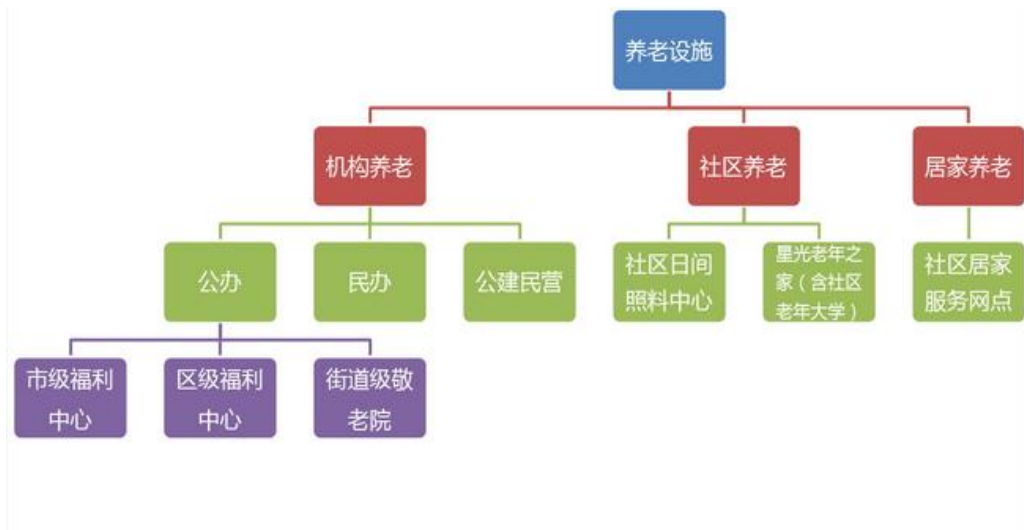 养老设施
机构养老
社区养老
居家养老
公办
民办
公建民营
社区日间
照料中心
星光老年之
家（含社区
老年大学）
社区居家
服务网点
市级福利
中心
区级福利
中心
街道级敬
老院